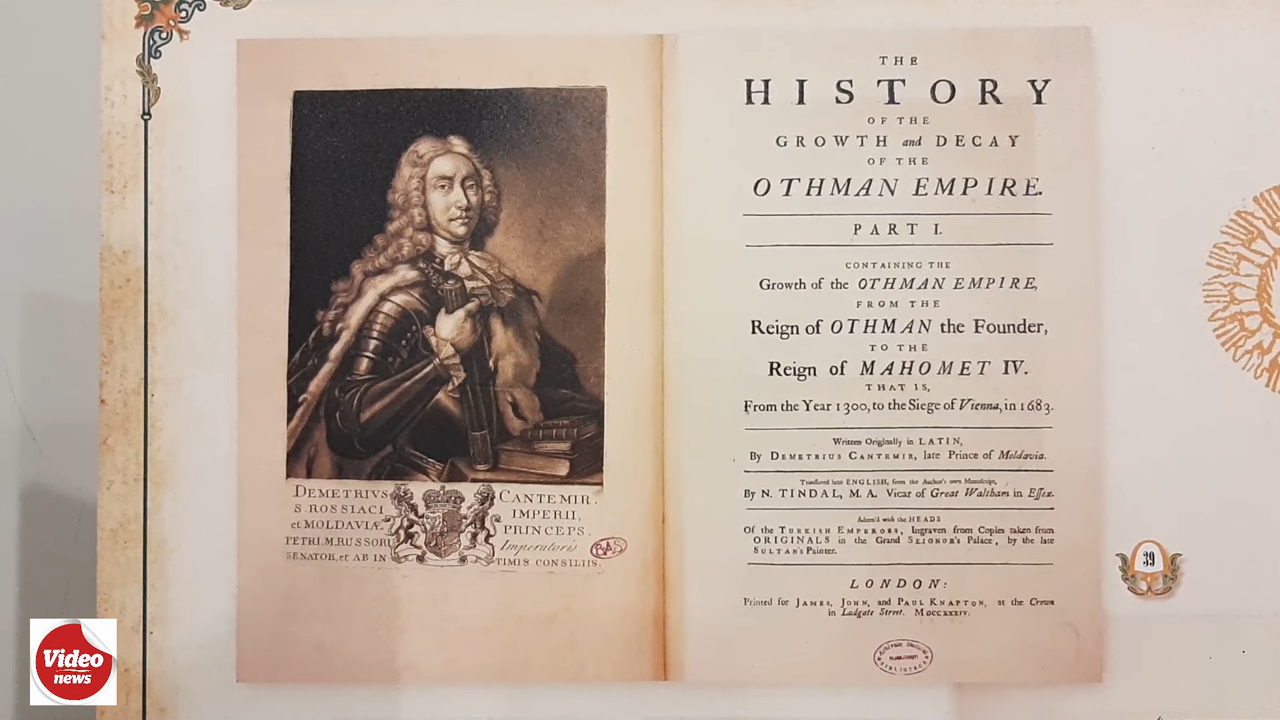 DEMETRIVS CANTEMIR.
S. ROSSIACI IMPERII,
et MOLDAVIÆ PRINCEPS.
PETRI.M.RUSSORU Imperatoris
SENATOR.et AB IN TIMIS CONSILIIS.
BAS
THE
HISTORY
OF THE
GROWTH and DECAY
OF THE
OTHMAN EMPIRE.
PART I.
CONTAINING THE
Growth of the OTHMAN EMPIRE,
FROM THE
Reign of OTHMAN the Founder,
TO THE
Reign of MAHOMET IV.
THAT IS,
From the Year 1300, to the Siege of Vienna, in 1683.
Written Originally in LATIN,
By DEMETRIUS CANTEMIR, late Prince of Moldavia.
Translated into ENGLISH, from the Author's own Manuscript,
By N. TINDAL, M. A. Vicar of Great Waltham in Essex.
Adorn'd with the HEADS
Of the TURKISH EMPERORS, Ingraven from Copies taken from
ORIGINALS in the Grand SEIGNOR's Palace, by the late
SULTAN's Painter.
LONDON:
Printed for JAMES, JOHN, and PAUL KNAPTON, at the Crown
in Ludgate Street. MDCCXXXIV.
BIBLIOTECA
39
Video
news